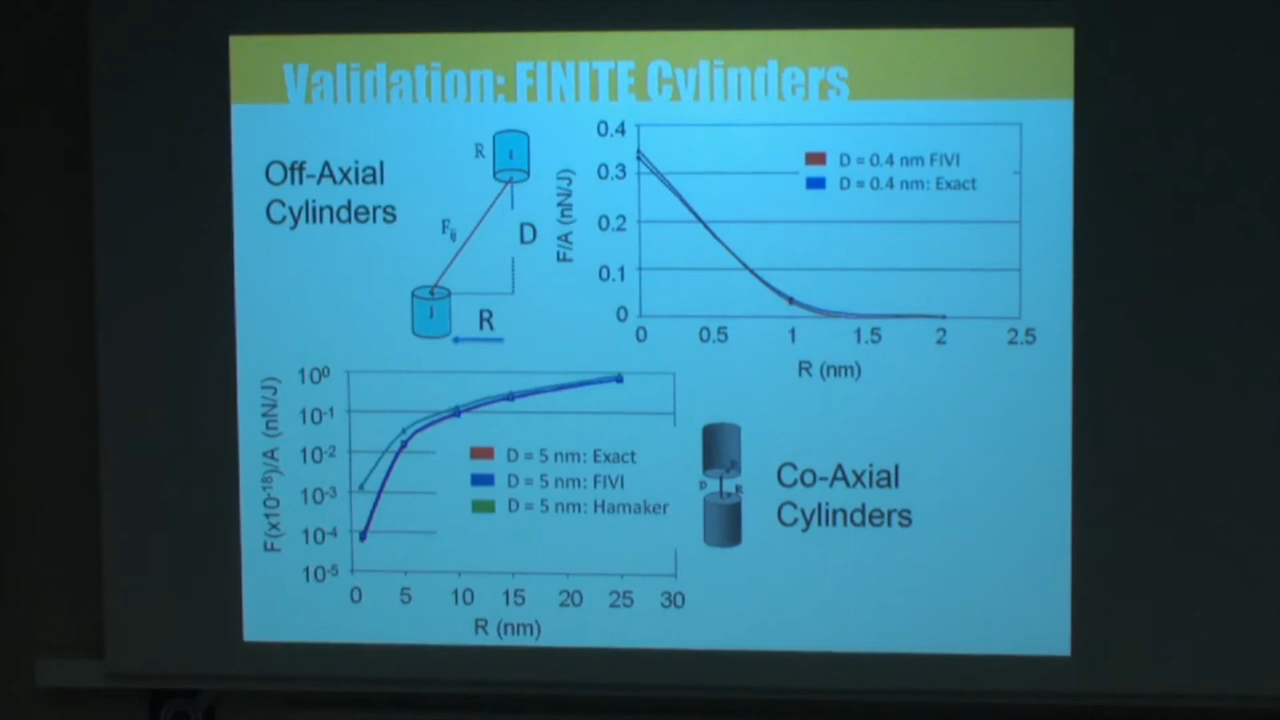 Validation: FINITE Cylinders
Off-Axial
Cylinders
R
i
F_ij
D
j
R
F/A (nN/J)
0.4
0.3
0.2
0.1
0
D = 0.4 nm FIVI
D = 0.4 nm: Exact
0 0.5 1 1.5 2 2.5
R (nm)
F(x10^-18)/A (nN/J)
10^0
10^-1
10^-2
10^-3
10^-4
10^-5
D = 5 nm: Exact
D = 5 nm: FIVI
D = 5 nm: Hamaker
0 5 10 15 20 25 30
R (nm)
D
R
Co-Axial
Cylinders